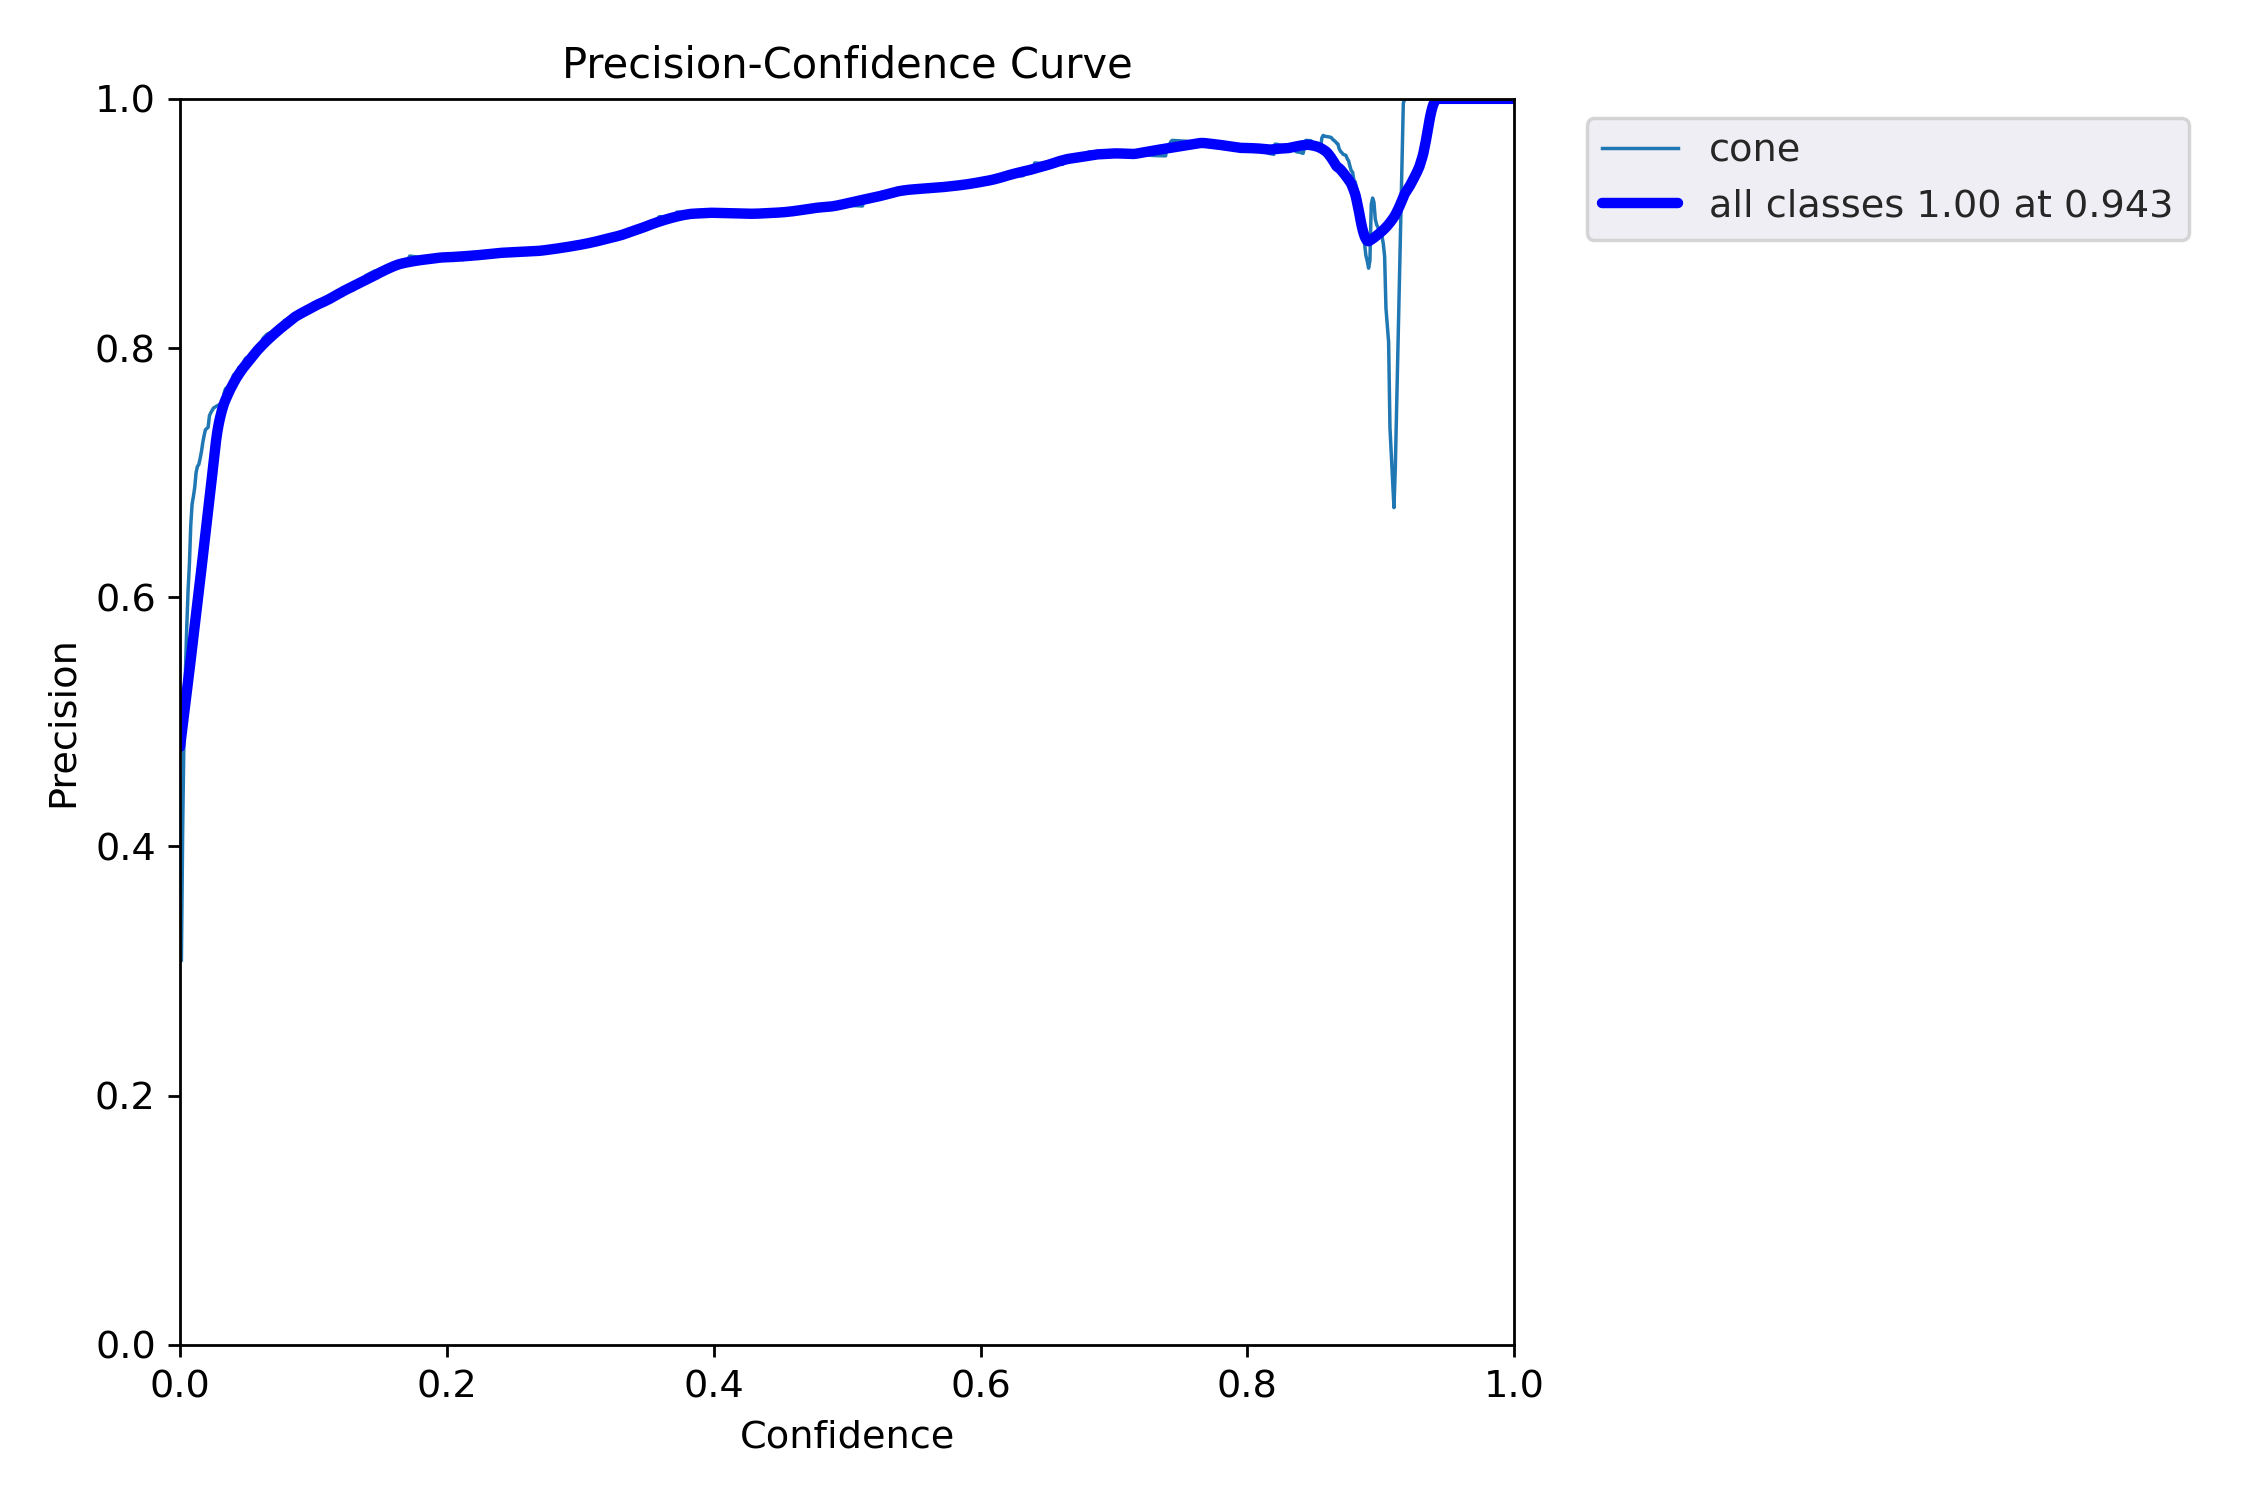 Precision-Confidence Curve
cone
all classes 1.00 at 0.943
Precision
1.0
0.8
0.6
0.4
0.2
0.0
0.0 0.2 0.4 0.6 0.8 1.0
Confidence